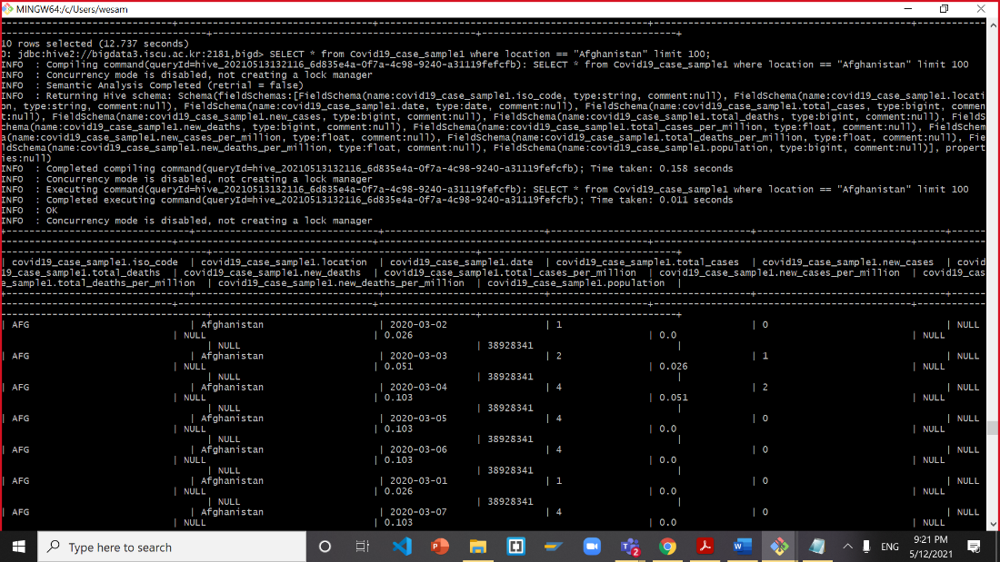 MINGW64:/c/Users/wesam
10 rows selected (12.737 seconds)
0: jdbc:hive2://bigdata3.iscu.ac.kr:2181,bigd> SELECT * from Covid19_case_sample1 where location == "Afghanistan" limit 100;
INFO : Compiling command(queryId=hive_20210513132116_6d835e4a-0f7a-4c98-9240-a31119fefcfb): SELECT * from Covid19_case_sample1 where location == "Afghanistan" limit 100
INFO : Concurrency mode is disabled, not creating a lock manager
INFO : Semantic Analysis Completed (retrial = false)
INFO : Returning Hive schema: Schema(fieldSchemas:[FieldSchema(name:covid19_case_sample1.iso_code, type:string, comment:null), FieldSchema(name:covid19_case_sample1.locati
on, type:string, comment:null), FieldSchema(name:covid19_case_sample1.date, type:date, comment:null), FieldSchema(name:covid19_case_sample1.total_cases, type:bigint, commen
t:null), FieldSchema(name:covid19_case_sample1.new_cases, type:bigint, comment:null), FieldSchema(name:covid19_case_sample1.total_deaths, type:bigint, comment:null), FieldS
chema(name:covid19_case_sample1.new_deaths, type:bigint, comment:null), FieldSchema(name:covid19_case_sample1.total_cases_per_million, type:float, comment:null), FieldSchem
a(name:covid19_case_sample1.new_cases_per_million, type:float, comment:null), FieldSchema(name:covid19_case_sample1.total_deaths_per_million, type:float, comment:null), Fie
ldSchema(name:covid19_case_sample1.new_deaths_per_million, type:float, comment:null), FieldSchema(name:covid19_case_sample1.population, type:bigint, comment:null)], propert
ies:null)
INFO : Completed compiling command(queryId=hive_20210513132116_6d835e4a-0f7a-4c98-9240-a31119fefcfb); Time taken: 0.158 seconds
INFO : Concurrency mode is disabled, not creating a lock manager
INFO : Executing command(queryId=hive_20210513132116_6d835e4a-0f7a-4c98-9240-a31119fefcfb): SELECT * from Covid19_case_sample1 where location == "Afghanistan" limit 100
INFO : Completed executing command(queryId=hive_20210513132116_6d835e4a-0f7a-4c98-9240-a31119fefcfb); Time taken: 0.011 seconds
INFO : OK
INFO : Concurrency mode is disabled, not creating a lock manager
| covid19_case_sample1.iso_code | covid19_case_sample1.location | covid19_case_sample1.date | covid19_case_sample1.total_cases | covid19_case_sample1.new_cases | covid
19_case_sample1.total_deaths | covid19_case_sample1.new_deaths | covid19_case_sample1.total_cases_per_million | covid19_case_sample1.new_cases_per_million | covid19_cas
e_sample1.total_deaths_per_million | covid19_case_sample1.new_deaths_per_million | covid19_case_sample1.population |
| AFG | Afghanistan | 2020-03-02 | 1 | 0 | NULL
| NULL | 0.026 | 0.0 | NULL
| NULL | 38928341 |
| AFG | Afghanistan | 2020-03-03 | 2 | 1 | NULL
| NULL | 0.051 | 0.026 | NULL
| NULL | 38928341 |
| AFG | Afghanistan | 2020-03-04 | 4 | 2 | NULL
| NULL | 0.103 | 0.051 | NULL
| NULL | 38928341 |
| AFG | Afghanistan | 2020-03-05 | 4 | 0 | NULL
| NULL | 0.103 | 0.0 | NULL
| NULL | 38928341 |
| AFG | Afghanistan | 2020-03-06 | 4 | 0 | NULL
| NULL | 0.103 | 0.0 | NULL
| NULL | 38928341 |
| AFG | Afghanistan | 2020-03-01 | 1 | 0 | NULL
| NULL | 0.026 | 0.0 | NULL
| NULL | 38928341 |
| AFG | Afghanistan | 2020-03-07 | 4 | 0 | NULL
| NULL | 0.103 | 0.0 | NULL
Type here to search
ENG
9:21 PM
5/12/2021